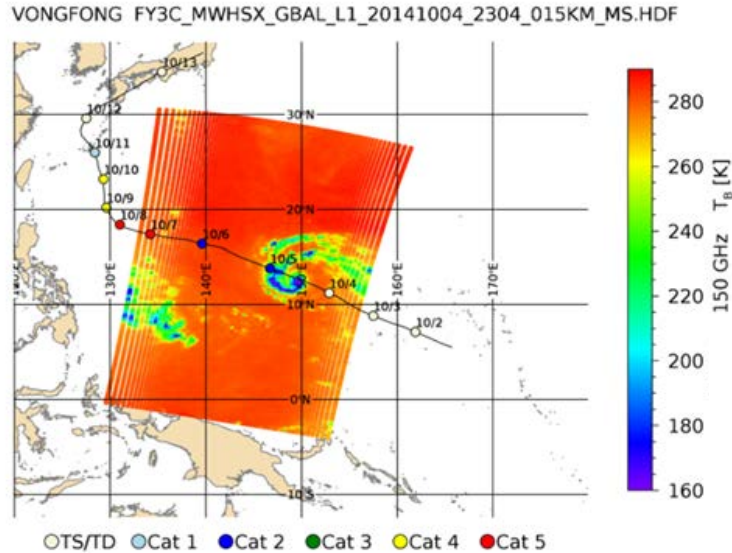 VONGFONG FY3C_MWHSX_GBAL_L1_20141004_2304_015KM_MS.HDF
10/13
10/12
30°N
10/11
10/10
10/9
20°N
10/8
10/7
10/6
10/5
130°E
140°E
150°E
160°E
170°E
10/4
10°N
10/3
10/2
0°N
10°S
280
260
240
220
200
180
160
150 GHz T_B [K]
TS/TD Cat 1 Cat 2 Cat 3 Cat 4 Cat 5